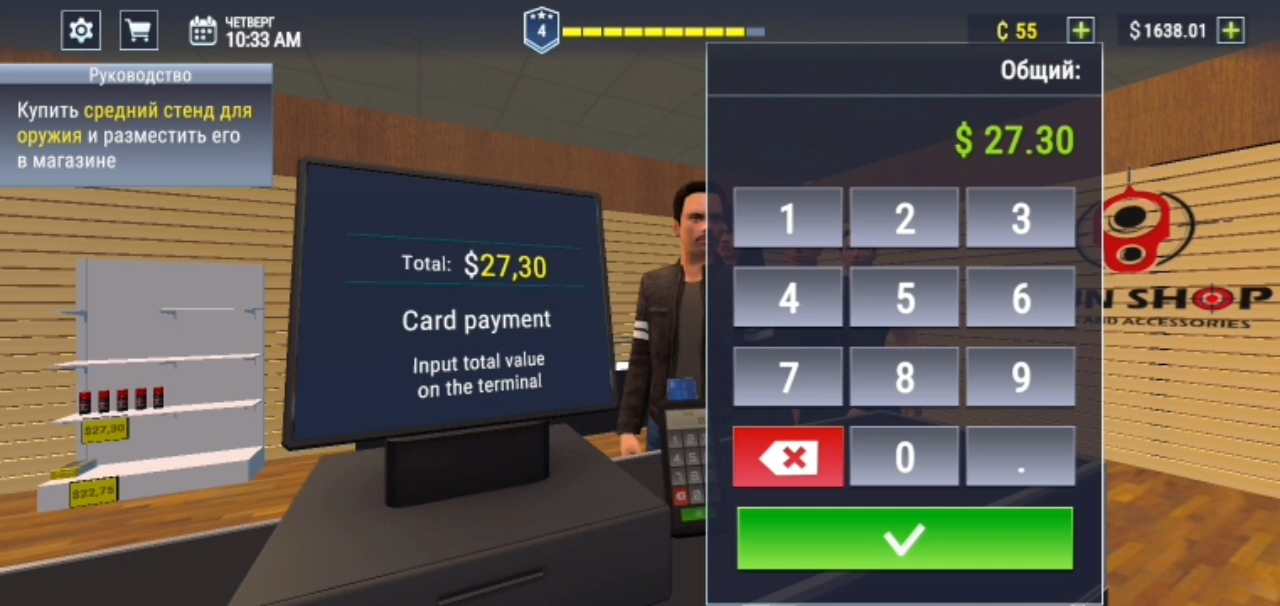 ЧЕТВЕРГ
10:33 AM
4
₵ 55
$1638.01
Руководство
Купить средний стенд для
оружия и разместить его
в магазине
Total: $27,30
Card payment
Input total value
on the terminal
Общий:
$ 27.30
1 2 3
4 5 6
7 8 9
0 .
$27,30
$22,75
UN SHOP
AND ACCESSORIES